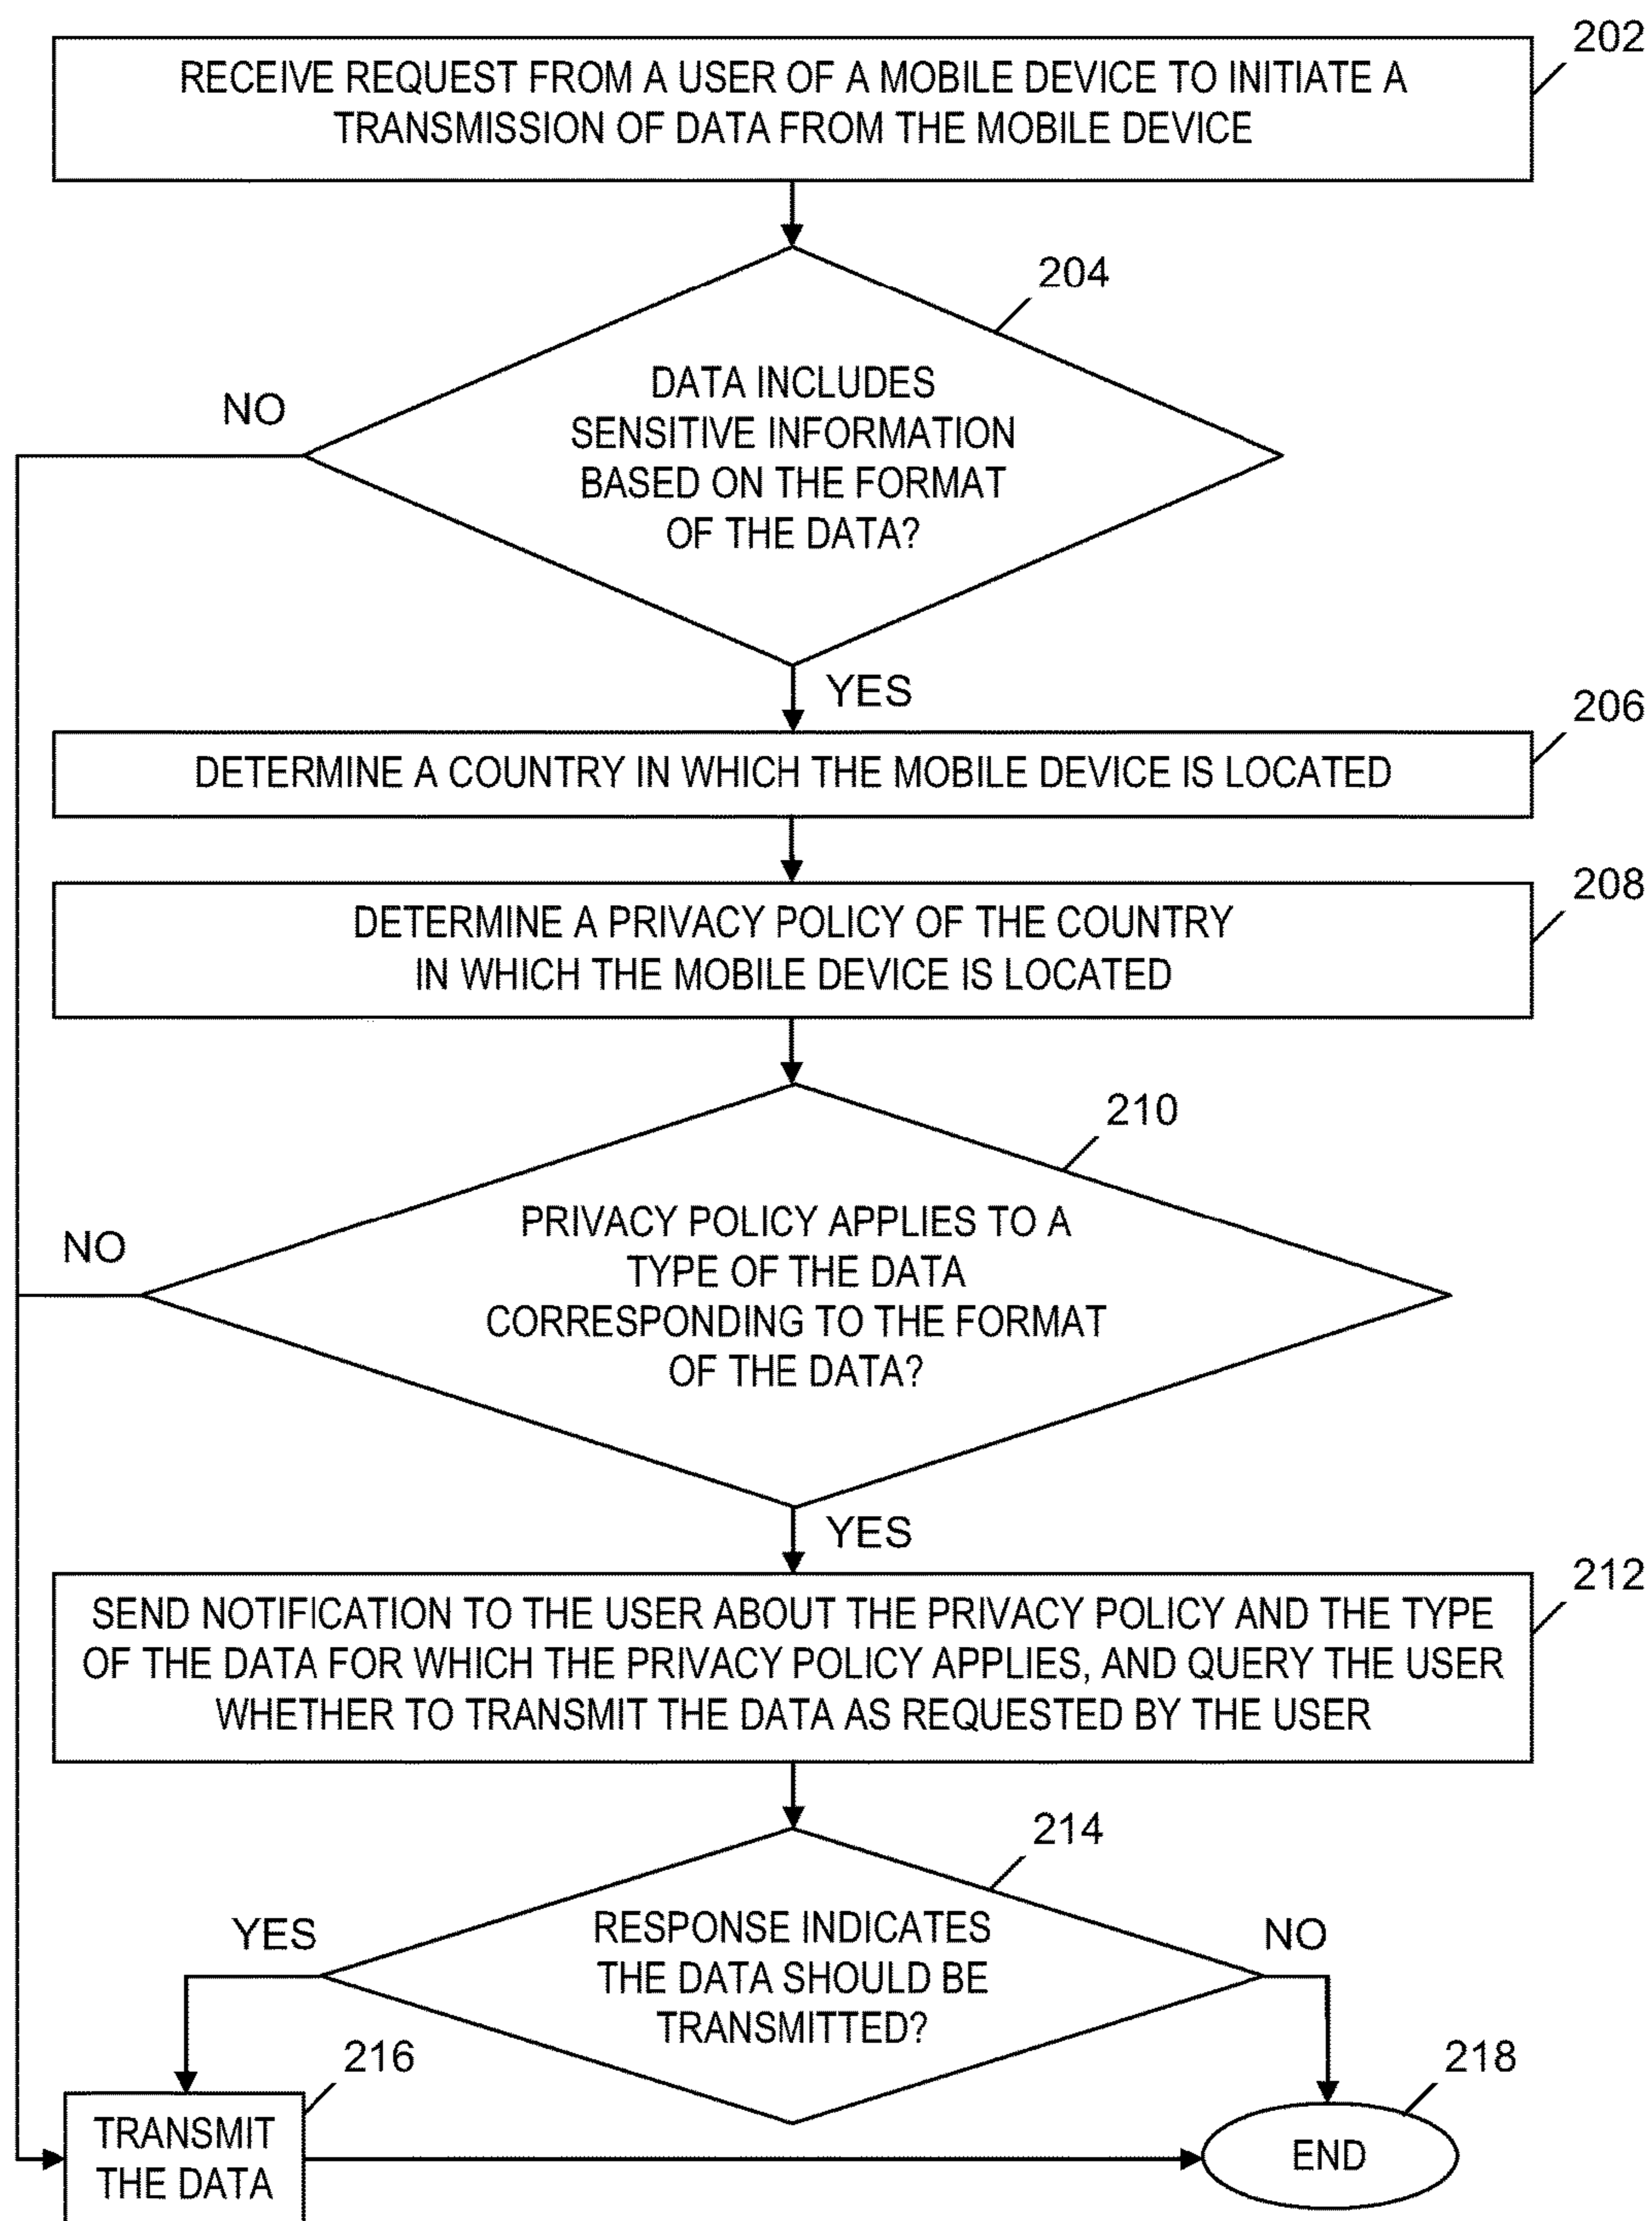 202
RECEIVE REQUEST FROM A USER OF A MOBILE DEVICE TO INITIATE A
TRANSMISSION OF DATA FROM THE MOBILE DEVICE
204
DATA INCLUDES
SENSITIVE INFORMATION
BASED ON THE FORMAT
OF THE DATA?
NO
YES
206
DETERMINE A COUNTRY IN WHICH THE MOBILE DEVICE IS LOCATED
208
DETERMINE A PRIVACY POLICY OF THE COUNTRY
IN WHICH THE MOBILE DEVICE IS LOCATED
210
PRIVACY POLICY APPLIES TO A
TYPE OF THE DATA
CORRESPONDING TO THE FORMAT
OF THE DATA?
NO
YES
212
SEND NOTIFICATION TO THE USER ABOUT THE PRIVACY POLICY AND THE TYPE
OF THE DATA FOR WHICH THE PRIVACY POLICY APPLIES, AND QUERY THE USER
WHETHER TO TRANSMIT THE DATA AS REQUESTED BY THE USER
214
RESPONSE INDICATES
THE DATA SHOULD BE
TRANSMITTED?
YES
NO
216
TRANSMIT
THE DATA
218
END